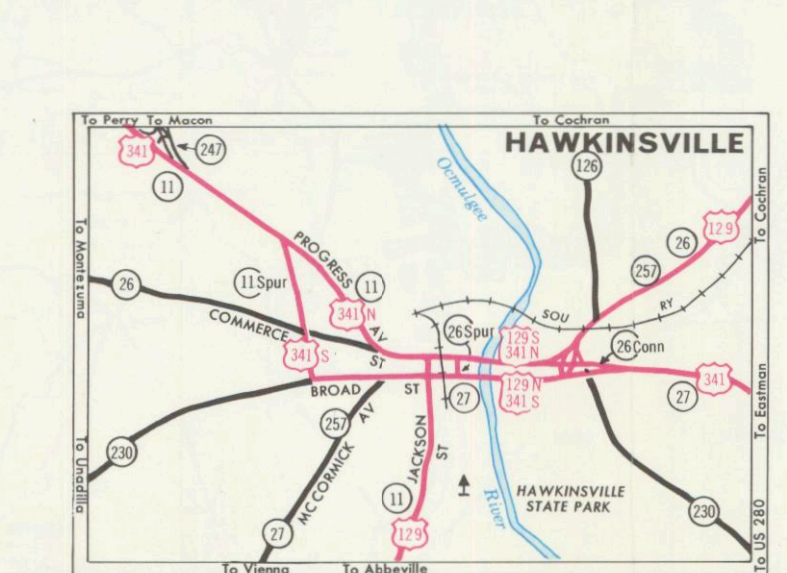 To Perry To Macon
To Cochran
HAWKINSVILLE
341
247
11
126
Ocmulgee
To Cochran
129
26
257
To Montezuma
26
11 Spur
PROGRESS AV
11
341 N
COMMERCE ST
341 S
SOU RY
26 Spur
129 S
341 N
26 Conn
BROAD ST
27
129 N
341 S
341
27
To Eastman
257
MCCORMICK AV
JACKSON ST
230
To Unadilla
11
129
27
River
HAWKINSVILLE
STATE PARK
230
To US 280
To Vienna
To Abbeville